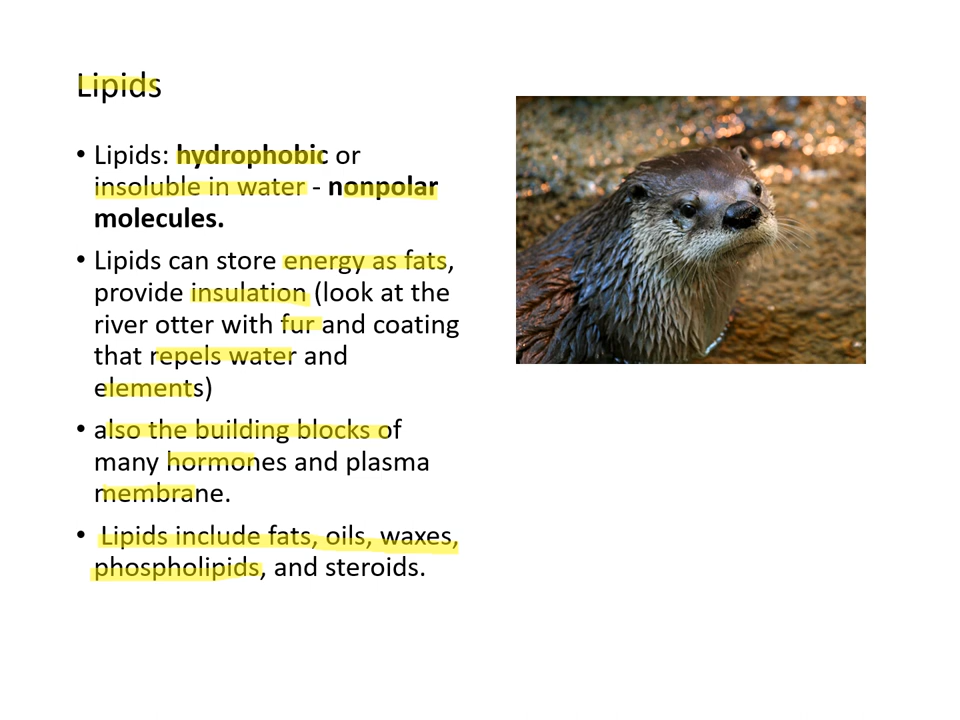 Lipids
• Lipids: hydrophobic or
insoluble in water - nonpolar
molecules.
• Lipids can store energy as fats,
provide insulation (look at the
river otter with fur and coating
that repels water and
elements)
• also the building blocks of
many hormones and plasma
membrane.
• Lipids include fats, oils, waxes,
phospholipids, and steroids.